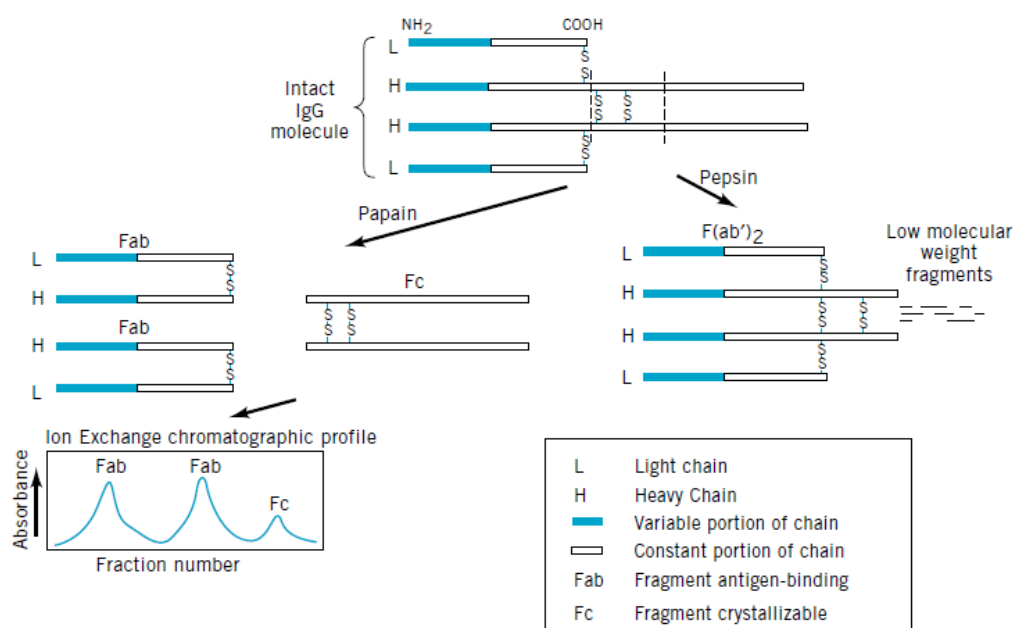 NH2
COOH
L
S
S
H
S S
Intact
IgG
molecule
S S
H
S
S
L
Pepsin
Papain
Fab
F(ab')2
Low molecular
weight
fragments
L
S
S
H
Fc
S S
S S
Fab
H
S
S
L
L
S
S
H
S S
S S
H
S
S
L
Ion Exchange chromatographic profile
Absorbance
Fab
Fab
Fc
Fraction number
L Light chain
H Heavy Chain
Variable portion of chain
Constant portion of chain
Fab Fragment antigen-binding
Fc Fragment crystallizable